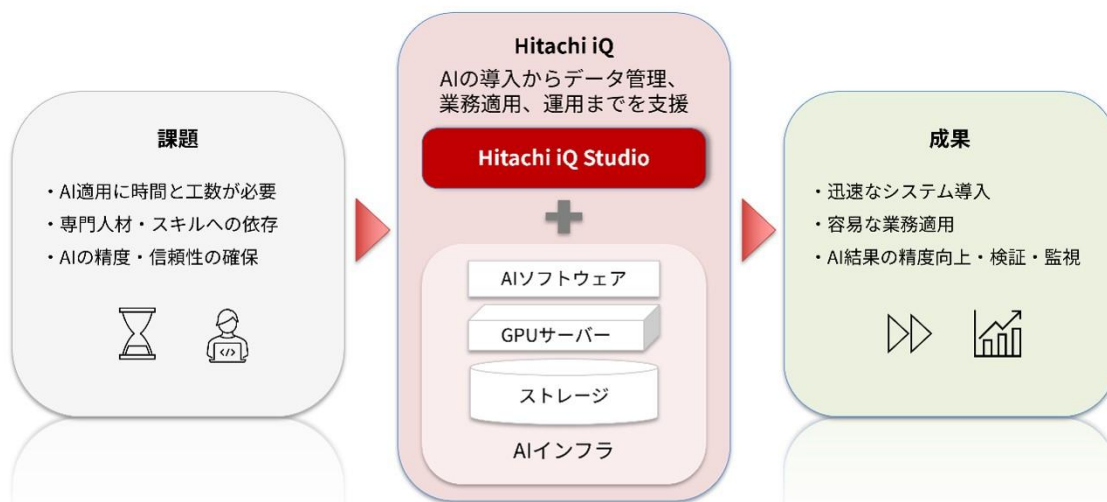 課題
・AI適用に時間と工数が必要
・専門人材・スキルへの依存
・AIの精度・信頼性の確保
</>
Hitachi iQ
AIの導入からデータ管理、
業務適用、運用までを支援
Hitachi iQ Studio
AIソフトウェア
GPUサーバー
ストレージ
AIインフラ
成果
・迅速なシステム導入
・容易な業務適用
・AI結果の精度向上・検証・監視